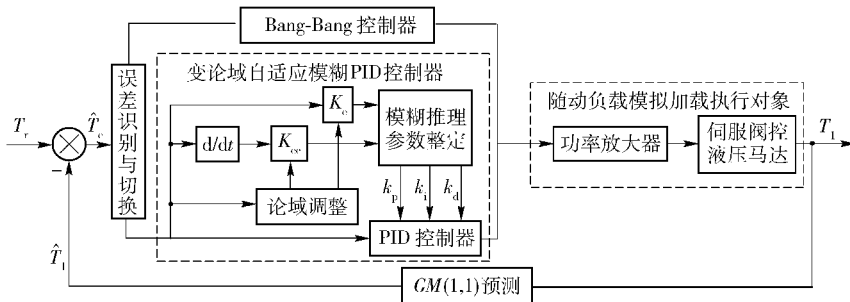 Bang-Bang 控制器
变论域自适应模糊PID控制器
误差识别与切换
T_r
T̂_e
−
T̂_1
d/dt
K_ec
K_e
论域调整
模糊推理
参数整定
k_p
k_i
k_d
PID 控制器
随动负载模拟加载执行对象
功率放大器
伺服阀控
液压马达
T_1
GM(1,1)预测